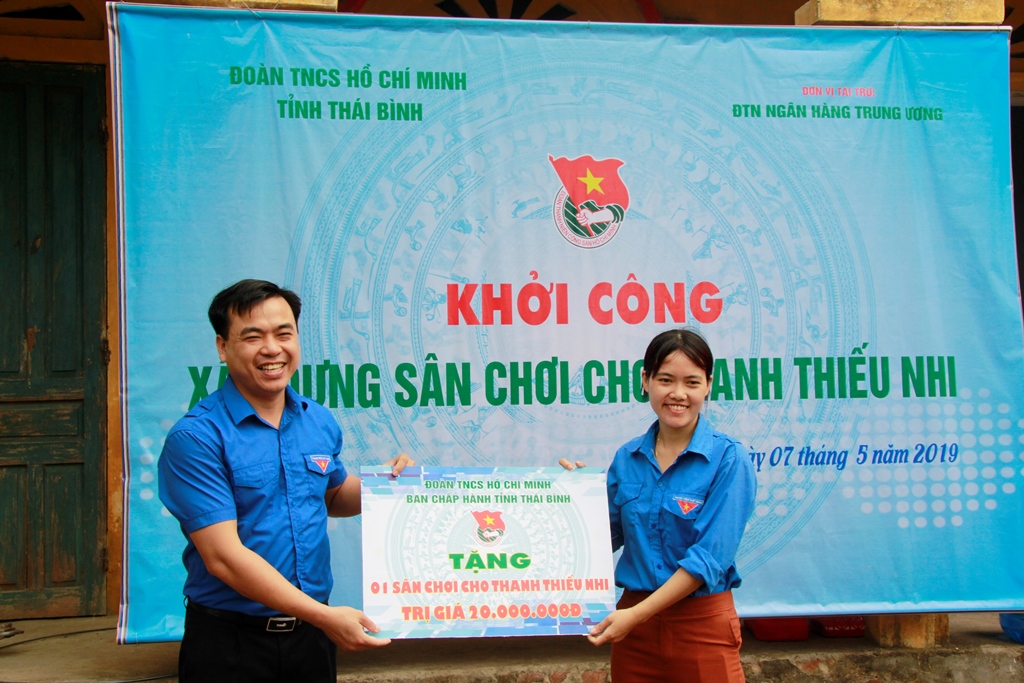 ĐOÀN TNCS HỒ CHÍ MINH
TỈNH THÁI BÌNH
ĐƠN VỊ TÀI TRỢ:
ĐTN NGÂN HÀNG TRUNG ƯƠNG
KHỞI CÔNG
SÂN CHƠI THIẾU NHI
07 tháng 5 năm 2019
ĐOÀN TNCS HỒ CHÍ MINH
BAN CHẤP HÀNH TỈNH THÁI BÌNH
TẶNG
01 SÂN CHƠI CHO THANH THIẾU NHI
TRỊ GIÁ 20.000.000Đ